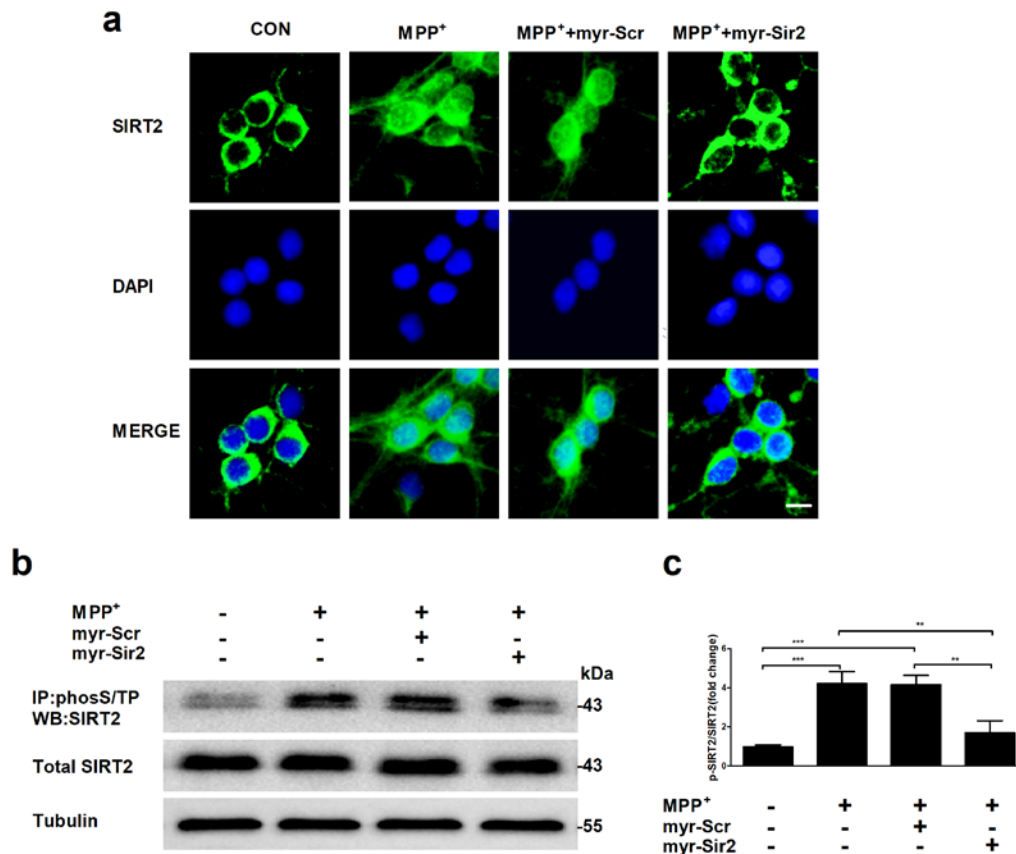 a
CON MPP+ MPP++myr-Scr MPP++myr-Sir2
SIRT2
DAPI
MERGE
b
MPP+ - + + +
myr-Scr - - + -
myr-Sir2 - - - +
kDa
IP:phosS/TP
WB:SIRT2
-43
Total SIRT2 -43
Tubulin -55
c
**
***
*** **
p-SIRT2/SIRT2(fold change)
6
4
2
0
MPP+ - + + +
myr-Scr - - + -
myr-Sir2 - - - +